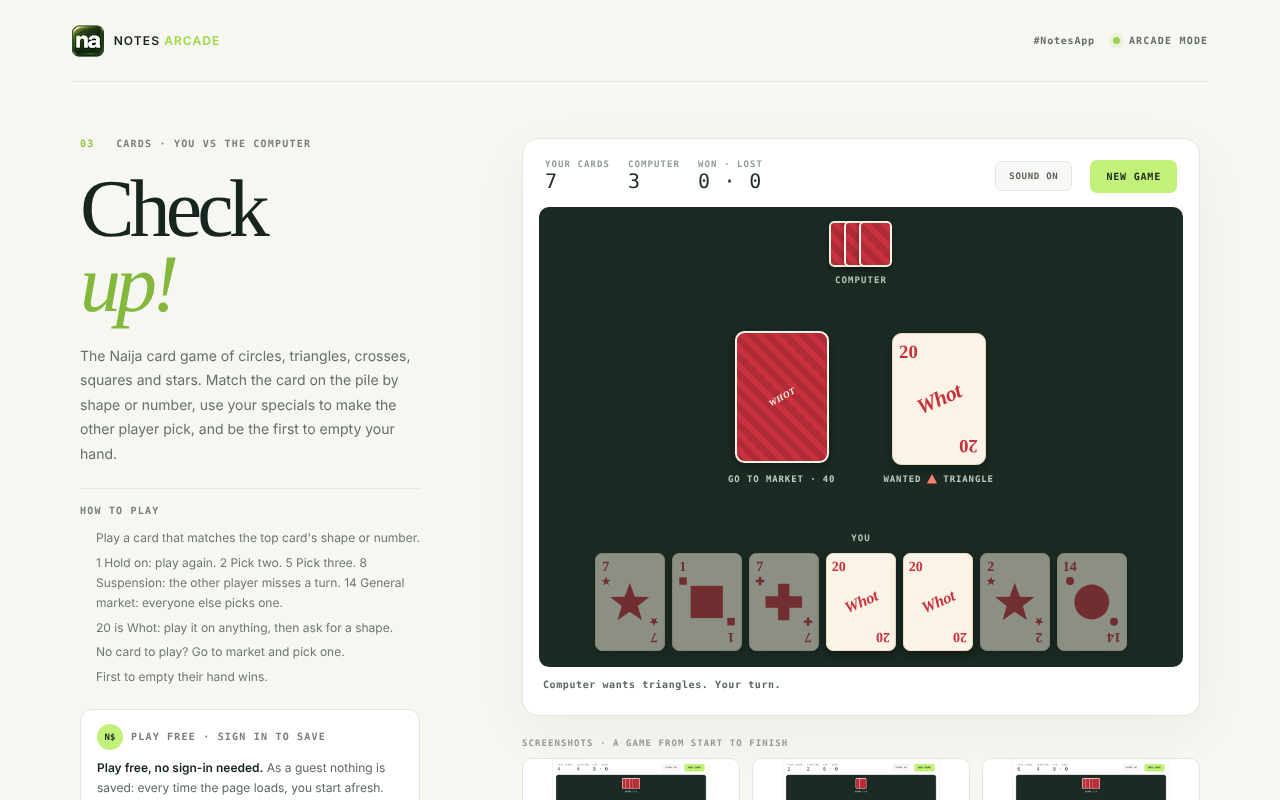 na NOTES ARCADE
#NotesApp ARCADE MODE
03 CARDS · YOU VS THE COMPUTER
Check
up!
The Naija card game of circles, triangles, crosses,
squares and stars. Match the card on the pile by
shape or number, use your specials to make the
other player pick, and be the first to empty your
hand.
HOW TO PLAY
Play a card that matches the top card's shape or number.
1 Hold on: play again. 2 Pick two. 5 Pick three. 8
Suspension: the other player misses a turn. 14 General
market: everyone else picks one.
20 is Whot: play it on anything, then ask for a shape.
No card to play? Go to market and pick one.
First to empty their hand wins.
N$ PLAY FREE · SIGN IN TO SAVE
Play free, no sign-in needed. As a guest nothing is
saved: every time the page loads, you start afresh.
YOUR CARDS COMPUTER WON · LOST
7 3 0 · 0
SOUND ON NEW GAME
COMPUTER
WHOT
20
Whot
20
GO TO MARKET · 40 WANTED TRIANGLE
YOU
7 1 7 20 20 2 14
Whot Whot
7 1 7 20 20 2 14
Computer wants triangles. Your turn.
SCREENSHOTS · A GAME FROM START TO FINISH